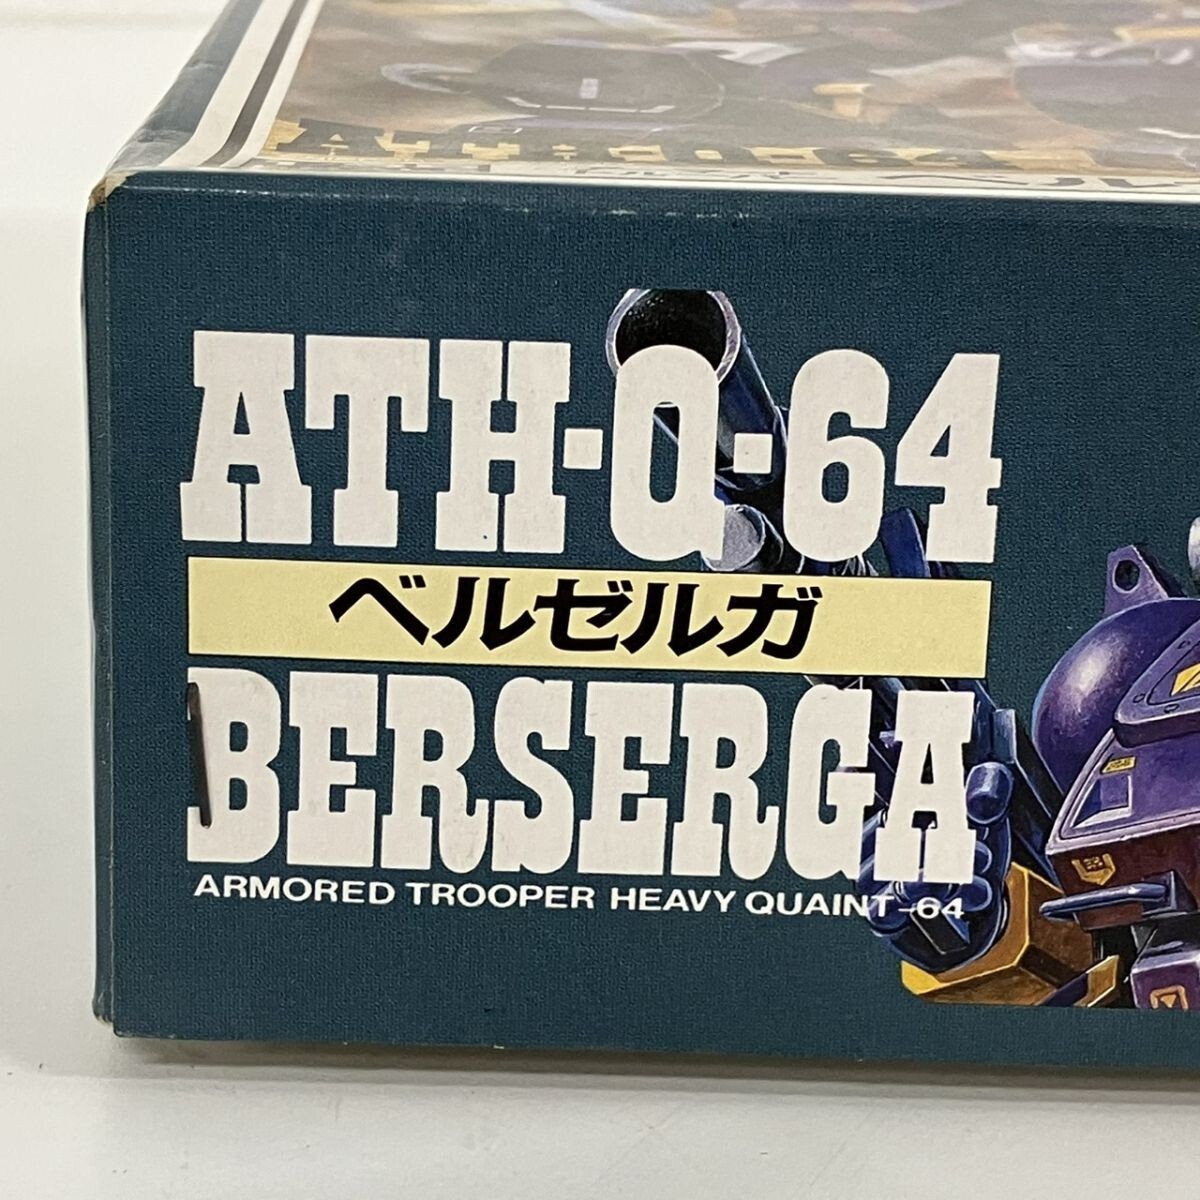 ATH-Q-64
ベルゼルガ
BERSERGA
ARMORED TROOPER HEAVY QUAINT-64